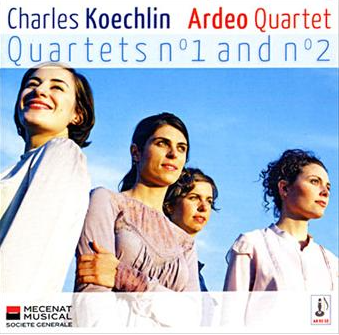 Charles Koechlin Ardeo Quartet
Quartets nº1 and nº2
MECENAT
MUSICAL
SOCIETE GENERALE